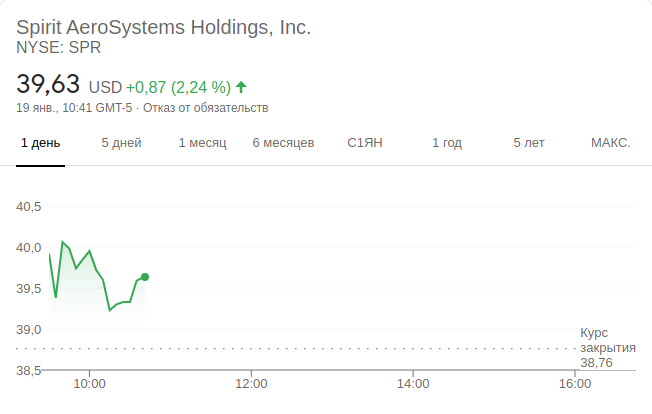 Spirit AeroSystems Holdings, Inc.
NYSE: SPR
39,63 USD +0,87 (2,24 %)
19 янв., 10:41 GMT-5 · Отказ от обязательств
1 день 5 дней 1 месяц 6 месяцев С1ЯН 1 год 5 лет МАКС.
40,5
40,0
39,5
39,0
38,5
Курс
закрытия
38,76
10:00 12:00 14:00 16:00